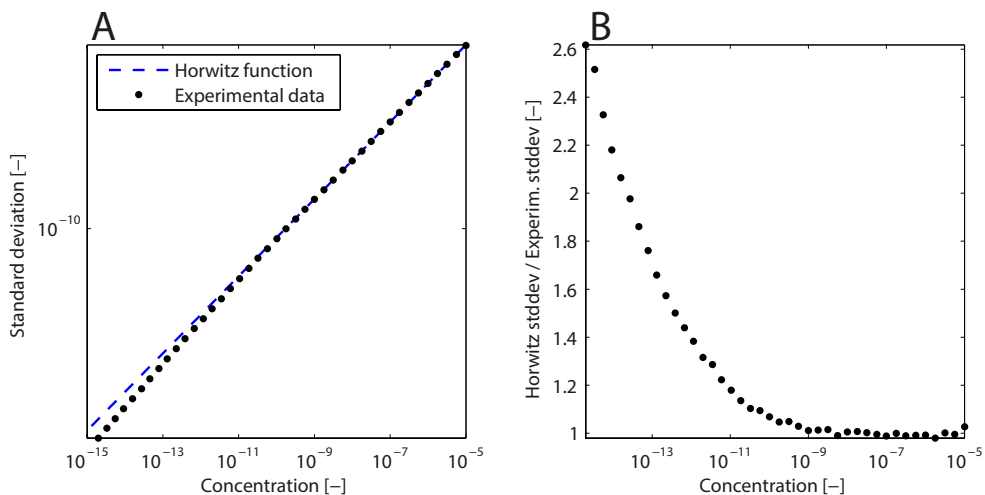 A
Horwitz function
Experimental data
Standard deviation [−]
10−10
10−15
10−13
10−11
10−9
10−7
10−5
Concentration [−]
B
Horwitz stddev / Experim. stddev [−]
2.6
2.4
2.2
2
1.8
1.6
1.4
1.2
1
10−13
10−11
10−9
10−7
10−5
Concentration [−]